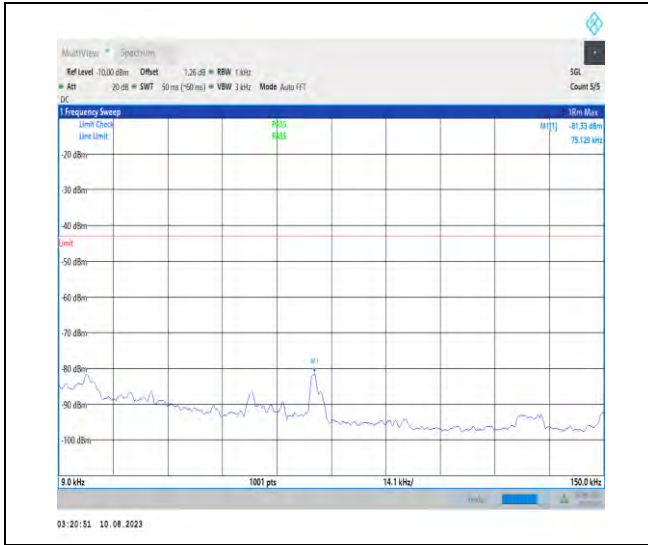 MultiView Spectrum
Ref Level -10.00 dBm Offset 1.26 dB RBW 1 kHz SGL
Att 20 dB SWT 50 ms (~50 ms) VBW 3 kHz Mode Auto FFT Count 5/5
DC
1 Frequency Sweep 1Rm Max
Limit Check PASS M1[1] -81.33 dBm
Line Limit PASS 75.129 kHz
-20 dBm
-30 dBm
-40 dBm
Limit
-50 dBm
-60 dBm
-70 dBm
M1
-80 dBm
-90 dBm
-100 dBm
9.0 kHz 1001 pts 14.1 kHz/ 150.0 kHz
03:20:51 10.08.2023